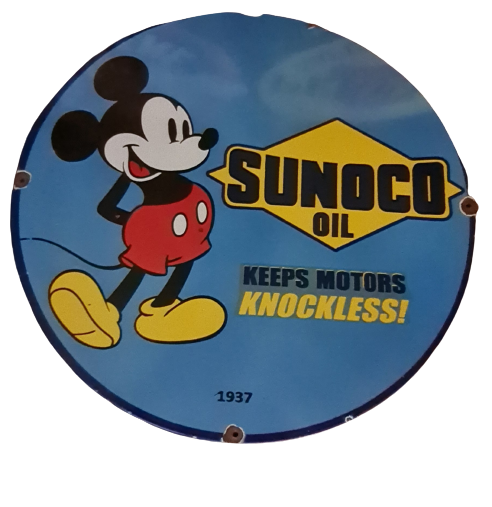 SUNOCO
OIL
KEEPS MOTORS
KNOCKLESS!
1937